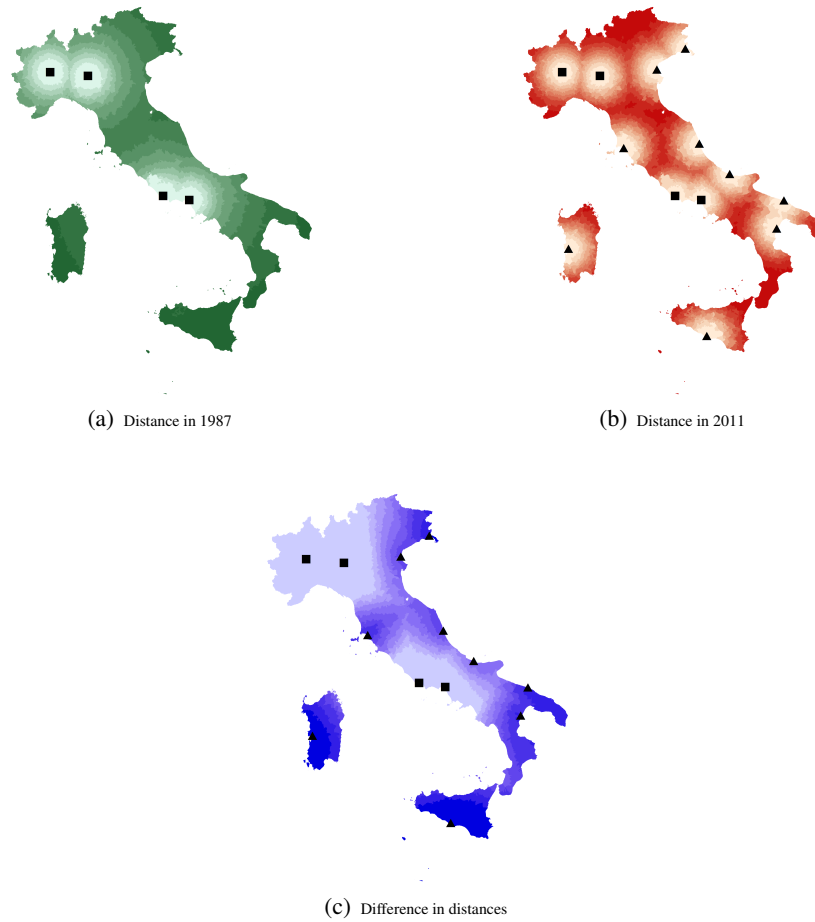 (a) Distance in 1987
(b) Distance in 2011
(c) Difference in distances